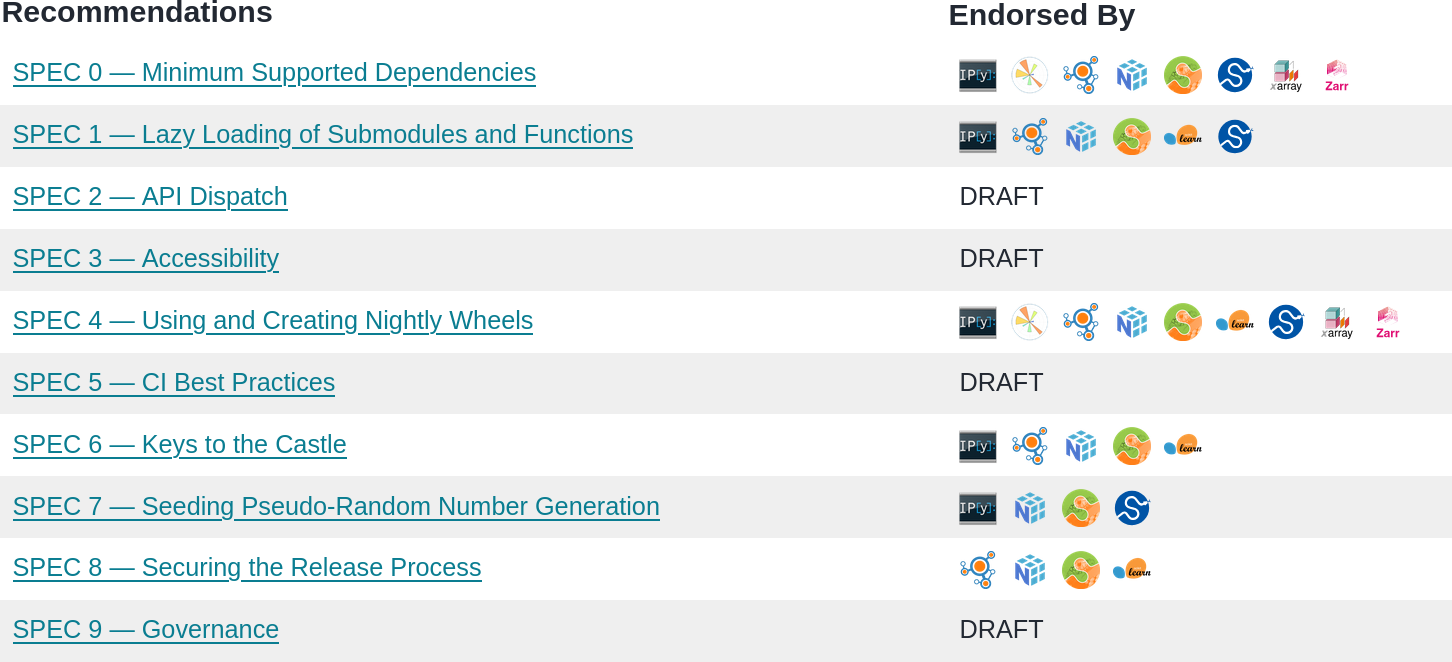 Recommendations Endorsed By
SPEC 0 — Minimum Supported Dependencies IP[y]: xarray Zarr
SPEC 1 — Lazy Loading of Submodules and Functions IP[y]: learn
SPEC 2 — API Dispatch DRAFT
SPEC 3 — Accessibility DRAFT
SPEC 4 — Using and Creating Nightly Wheels IP[y]: learn xarray Zarr
SPEC 5 — CI Best Practices DRAFT
SPEC 6 — Keys to the Castle IP[y]: learn
SPEC 7 — Seeding Pseudo-Random Number Generation IP[y]:
SPEC 8 — Securing the Release Process learn
SPEC 9 — Governance DRAFT